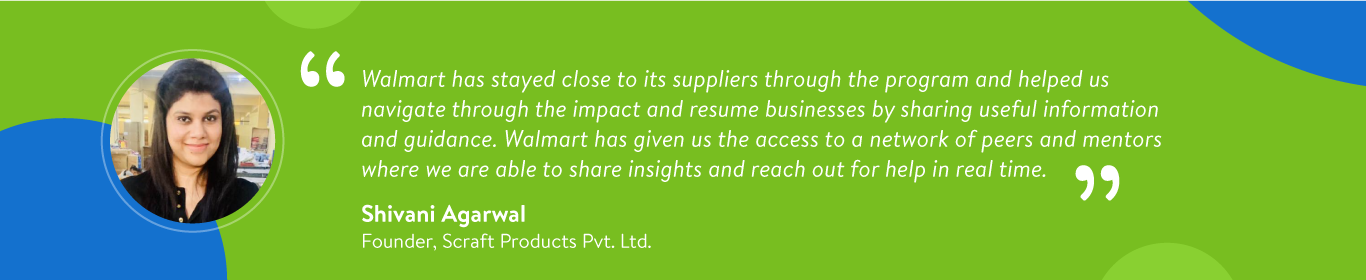 “
Walmart has stayed close to its suppliers through the program and helped us
navigate through the impact and resume businesses by sharing useful information
and guidance. Walmart has given us the access to a network of peers and mentors
where we are able to share insights and reach out for help in real time.
”
Shivani Agarwal
Founder, Scraft Products Pvt. Ltd.